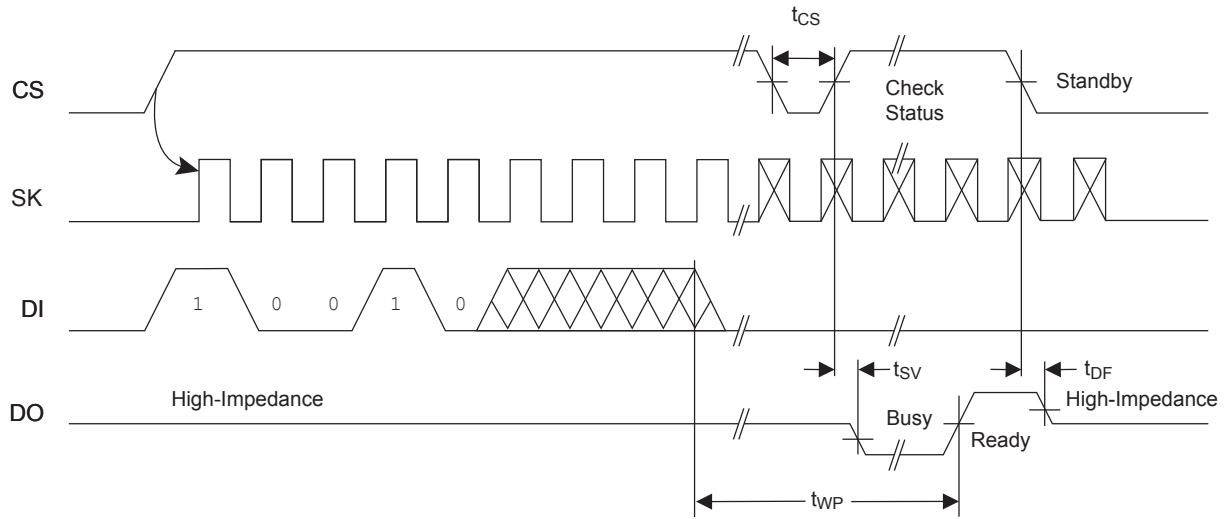 tCS
CS
Check
Status
Standby
SK
DI
1 0 0 1 0
tSV
tDF
DO
High-Impedance
Busy
Ready
High-Impedance
tWP